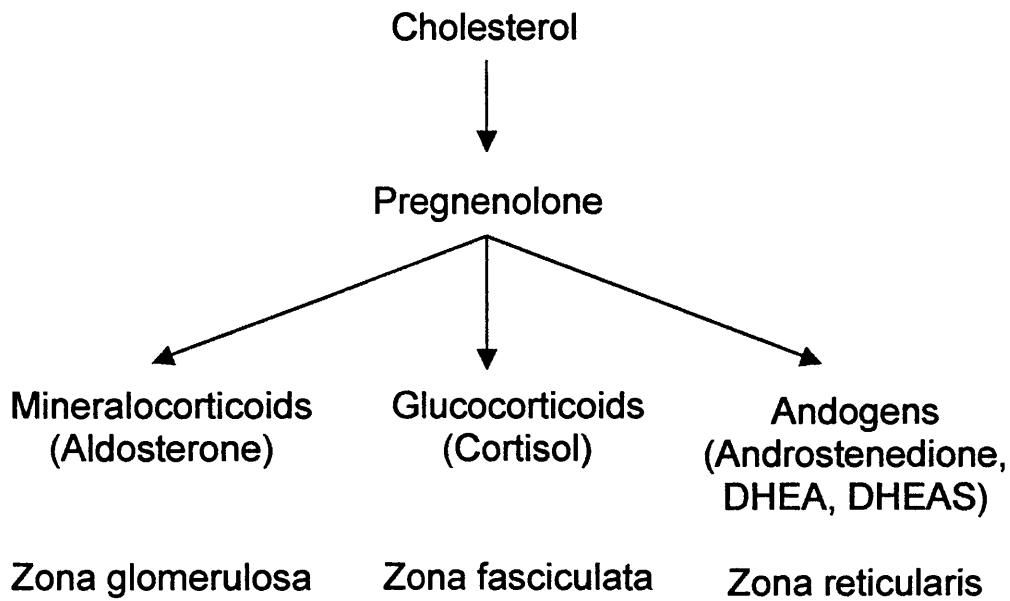 Cholesterol
Pregnenolone
Mineralocorticoids
(Aldosterone)
Glucocorticoids
(Cortisol)
Andogens
(Androstenedione,
DHEA, DHEAS)
Zona glomerulosa
Zona fasciculata
Zona reticularis